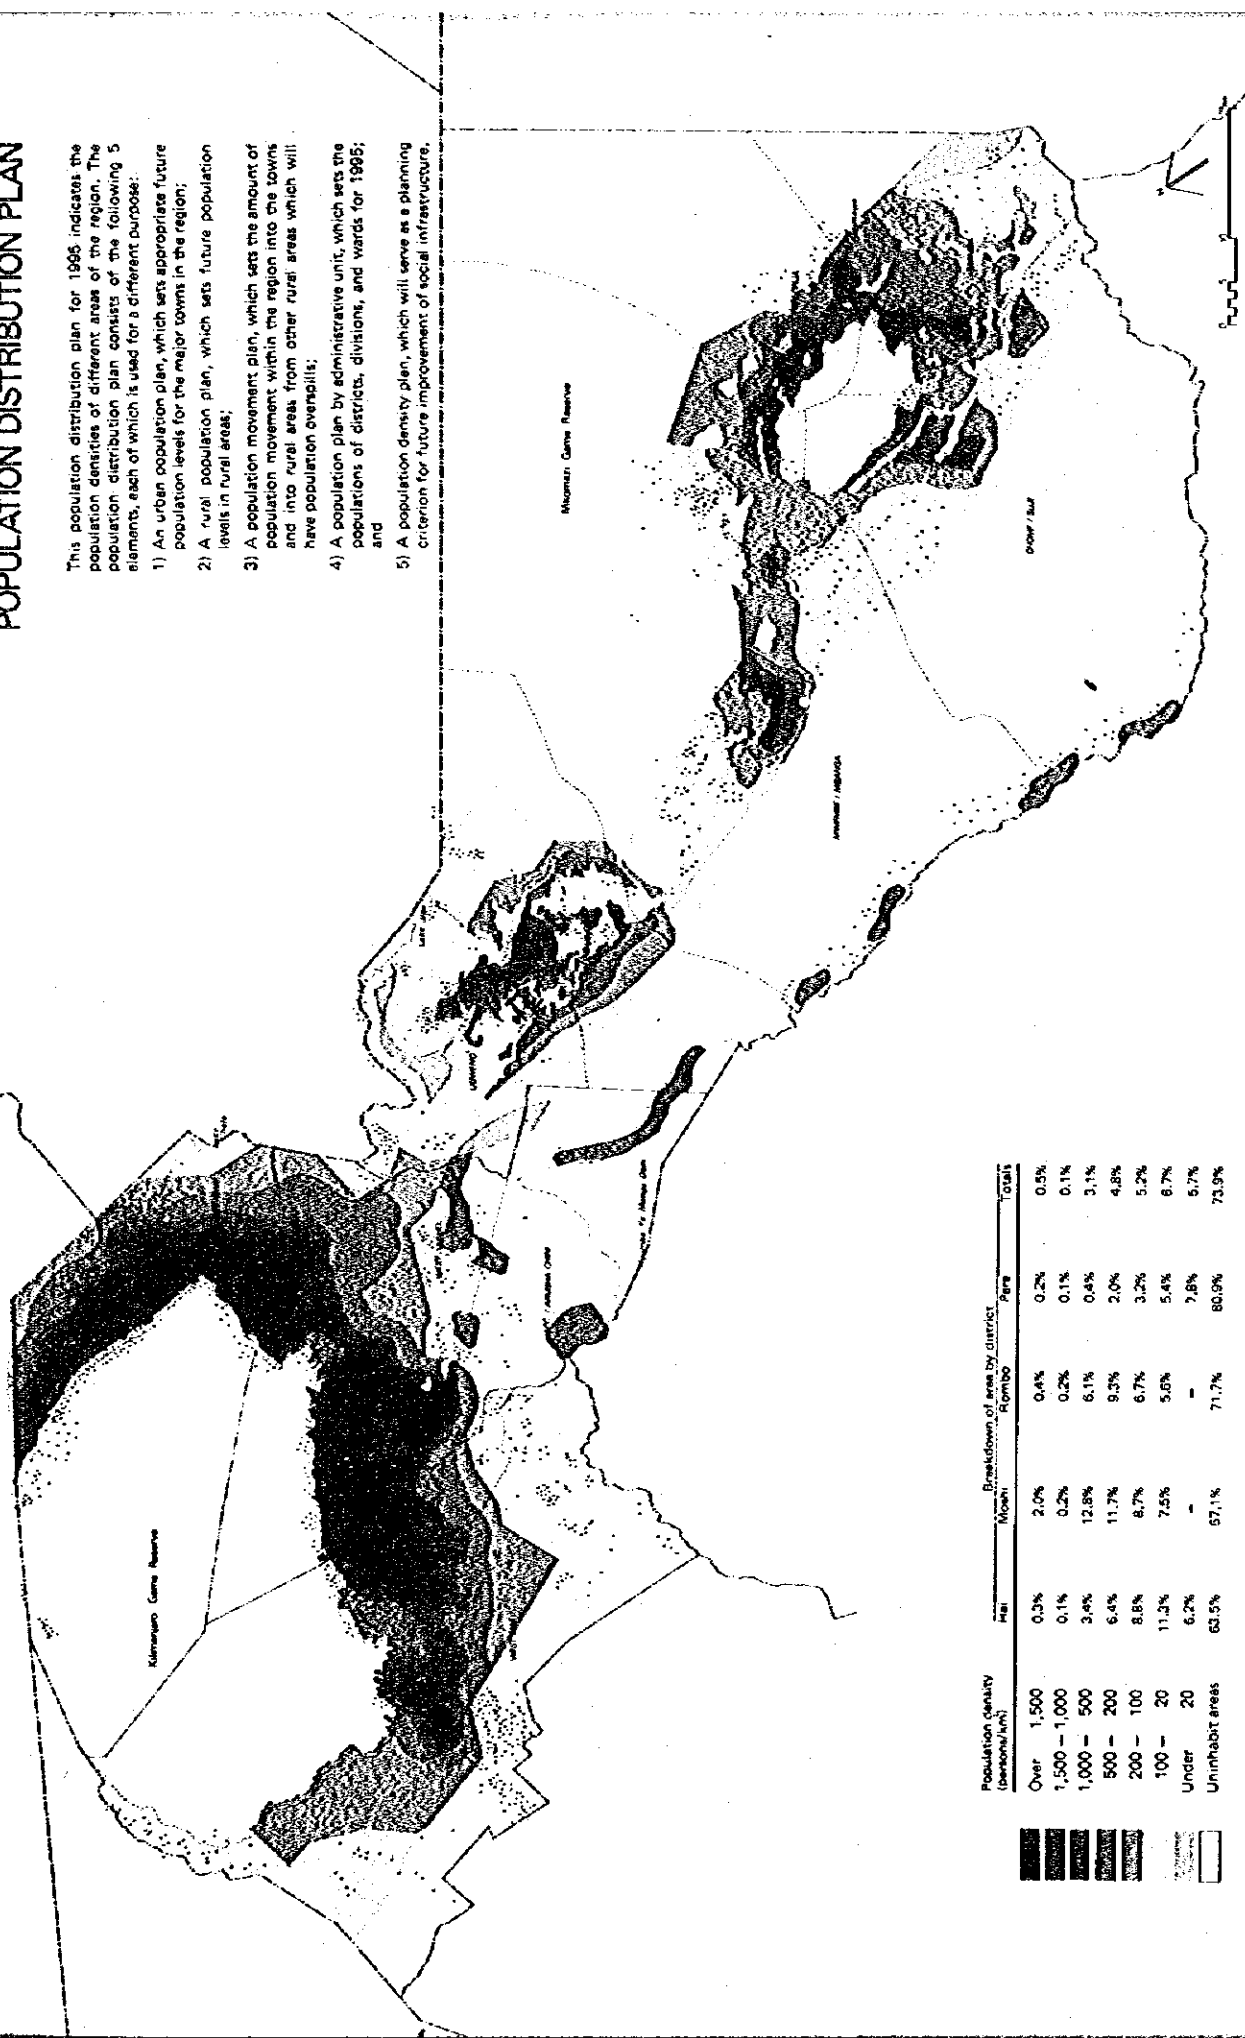 POPULATION DISTRIBUTION PLAN
This population distribution plan for 1995 indicates the
population densities of different areas of the region. The
population distribution plan consists of the following 5
elements, each of which is used for a different purpose:
1) An urban population plan, which sets appropriate future
population levels for the major towns in the region;
2) A rural population plan, which sets future population
levels in rural areas;
3) A population movement plan, which sets the amount of
population movement within the region into the towns
and into rural areas from other rural areas which will
have population overspills;
4) A population plan by administrative unit, which sets the
populations of districts, divisions, and wards for 1995;
and
5) A population density plan, which will serve as a planning
criterion for future improvement of social infrastructure.
Kilimanjaro Game Reserve
Mkomazi Game Reserve
Population density Breakdown of area by district
(persons/km²) Hai Moshi Rombo Pare Totals
Over 1,500 0.3% 2.0% 0.4% 0.2% 0.5%
1,500 – 1,000 0.1% 0.2% 0.2% 0.1% 0.1%
1,000 – 500 3.4% 12.8% 6.1% 0.4% 3.1%
500 – 200 6.4% 11.7% 9.3% 2.0% 4.8%
200 – 100 8.8% 8.7% 6.7% 3.2% 5.2%
100 – 20 11.3% 7.5% 5.6% 5.4% 6.7%
Under 20 6.2% – – 7.8% 5.7%
Uninhabit areas 63.5% 57.1% 71.7% 80.9% 73.9%